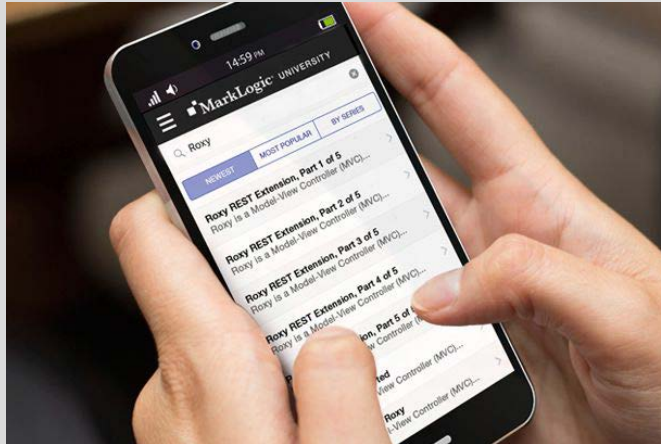 14:59 PM
MarkLogic UNIVERSITY
Roxy
NEWEST MOST POPULAR BY SERIES
Roxy REST Extension, Part 1 of 5
Roxy is a Model-View Controller (MVC)...
Roxy REST Extension, Part 2 of 5
Roxy is a Model-View Controller (MVC)...
Roxy REST Extension, Part 3 of 5
Roxy is a Model-View Controller (MVC)...
Roxy REST Extension, Part 4 of 5
Roxy is a Model-View Controller (MVC)...
Part 5 of
View Controller (MVC)...
View Controller (MVC)...
Roxy
View Controller (MVC)...